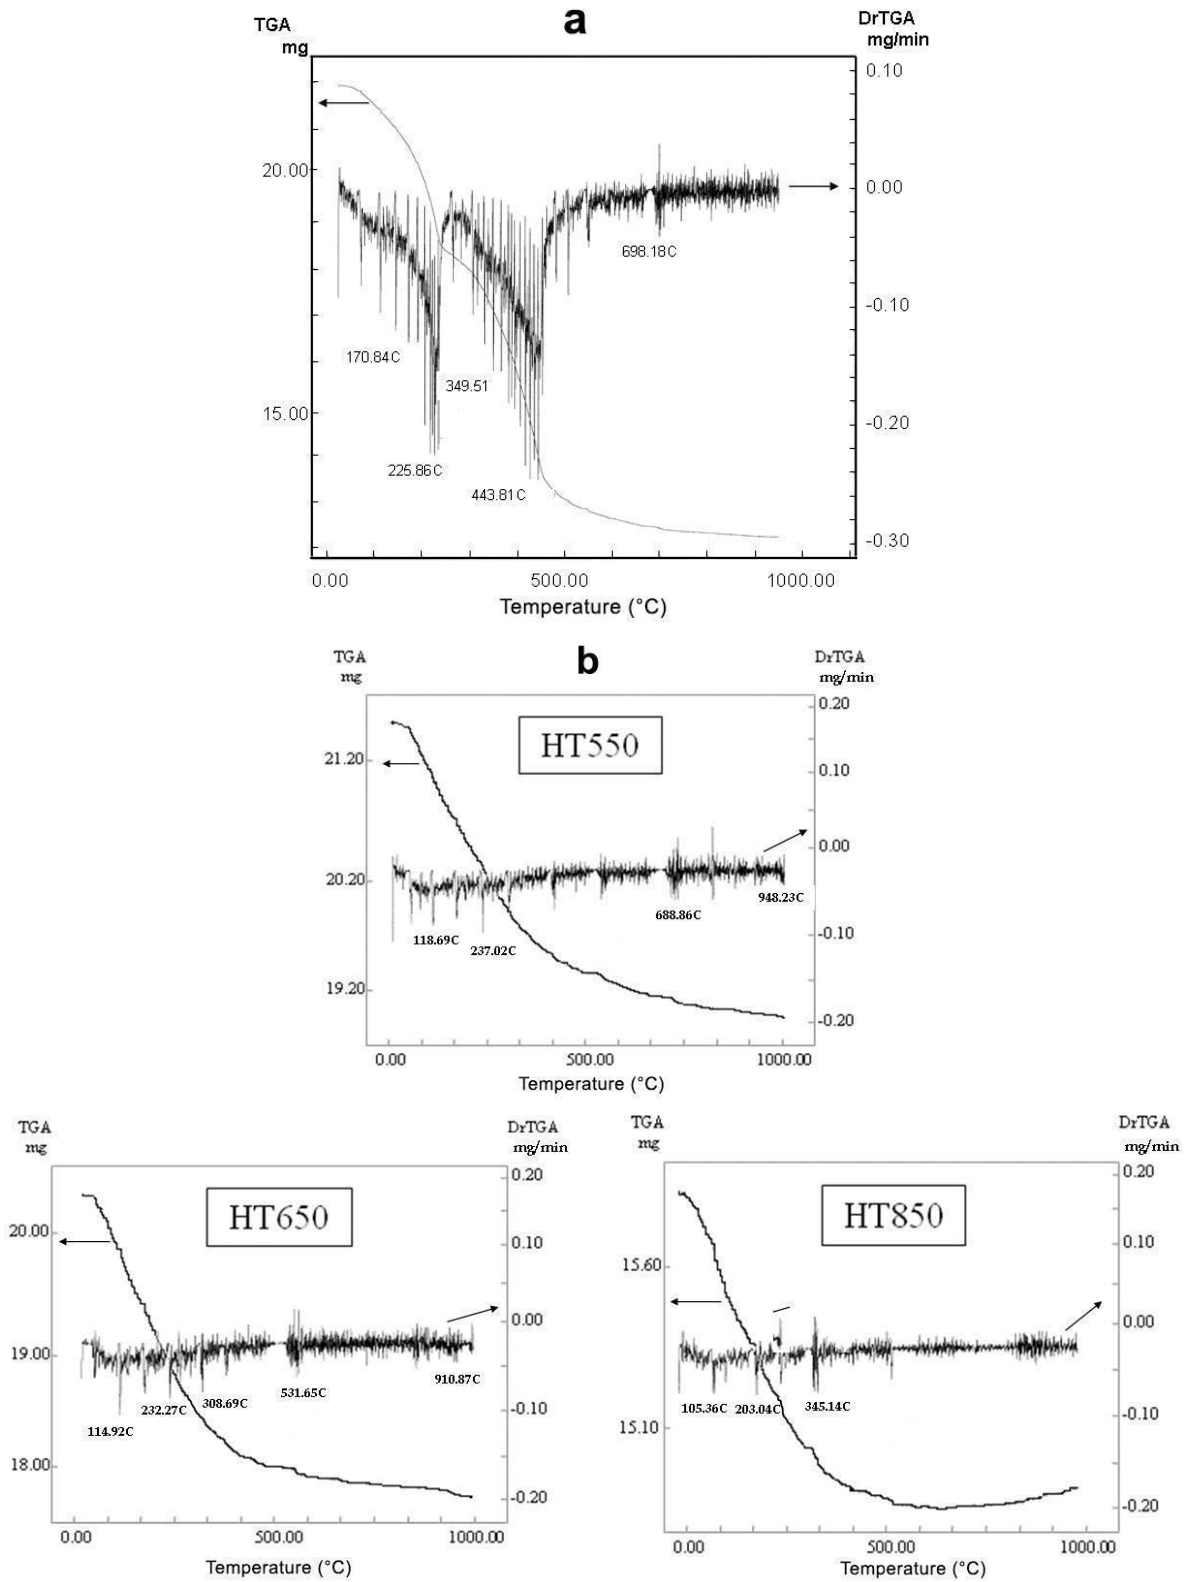 a
TGA
mg
DrTGA
mg/min
0.10
20.00
0.00
698.18C
-0.10
170.84C
349.51
15.00
-0.20
225.86C
443.81C
-0.30
0.00 500.00 1000.00
Temperature (°C)
b
TGA
mg
DrTGA
mg/min
0.20
HT550
21.20
0.10
0.00
20.20
948.23C
688.86C
118.69C
237.02C
-0.10
19.20
-0.20
0.00 500.00 1000.00
Temperature (°C)
TGA
mg
DrTGA
mg/min
0.20
HT650
20.00
0.10
0.00
19.00
910.87C
531.65C
308.69C
232.27C
114.92C
-0.10
18.00
-0.20
0.00 500.00 1000.00
Temperature (°C)
TGA
mg
DrTGA
mg/min
0.20
HT850
0.10
15.60
0.00
105.36C
203.04C
345.14C
-0.10
15.10
-0.20
0.00 500.00 1000.00
Temperature (°C)